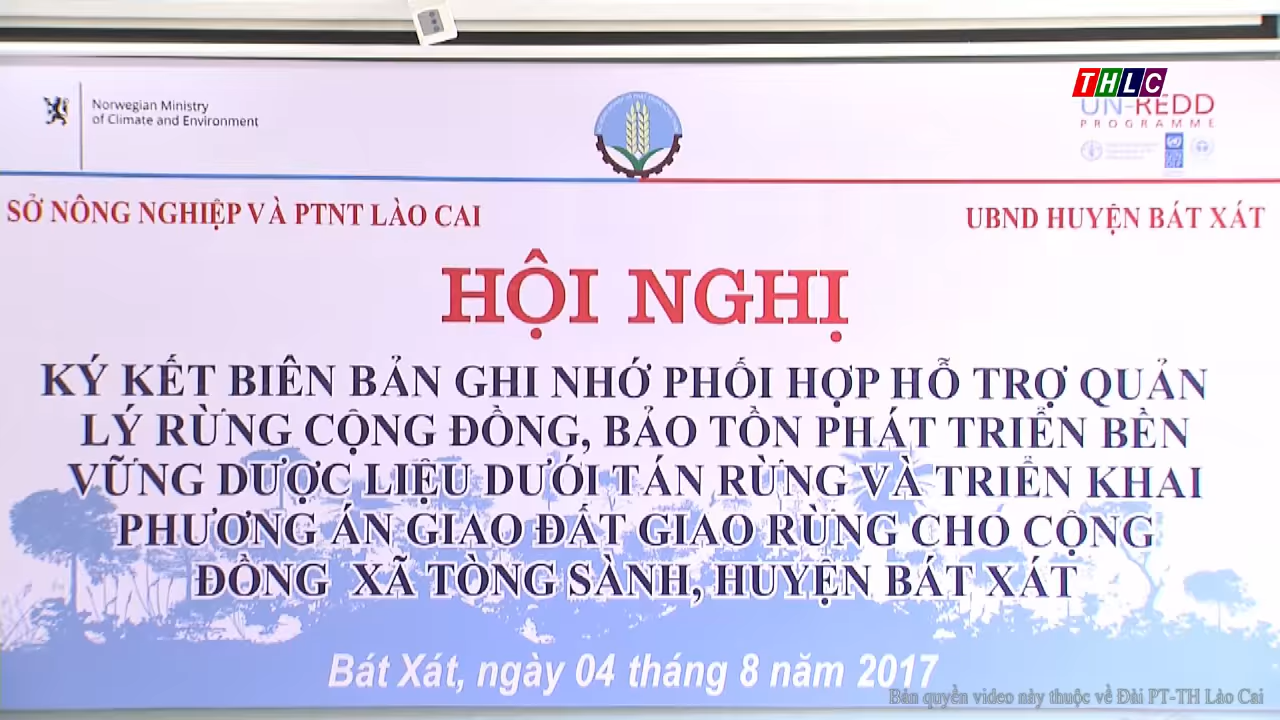 Norwegian Ministry
of Climate and Environment
THLC
UN-REDD
PROGRAMME
SỞ NÔNG NGHIỆP VÀ PTNT LÀO CAI
UBND HUYỆN BÁT XÁT
HỘI NGHỊ
KÝ KẾT BIÊN BẢN GHI NHỚ PHỐI HỢP HỖ TRỢ QUẢN
LÝ RỪNG CỘNG ĐỒNG, BẢO TỒN PHÁT TRIỂN BỀN
VỮNG DƯỢC LIỆU DƯỚI TÁN RỪNG VÀ TRIỂN KHAI
PHƯƠNG ÁN GIAO ĐẤT GIAO RỪNG CHO CỘNG
ĐỒNG XÃ TÒNG SÀNH, HUYỆN BÁT XÁT
Bát Xát, ngày 04 tháng 8 năm 2017
Bản quyền video này thuộc về Đài PT-TH Lào Cai